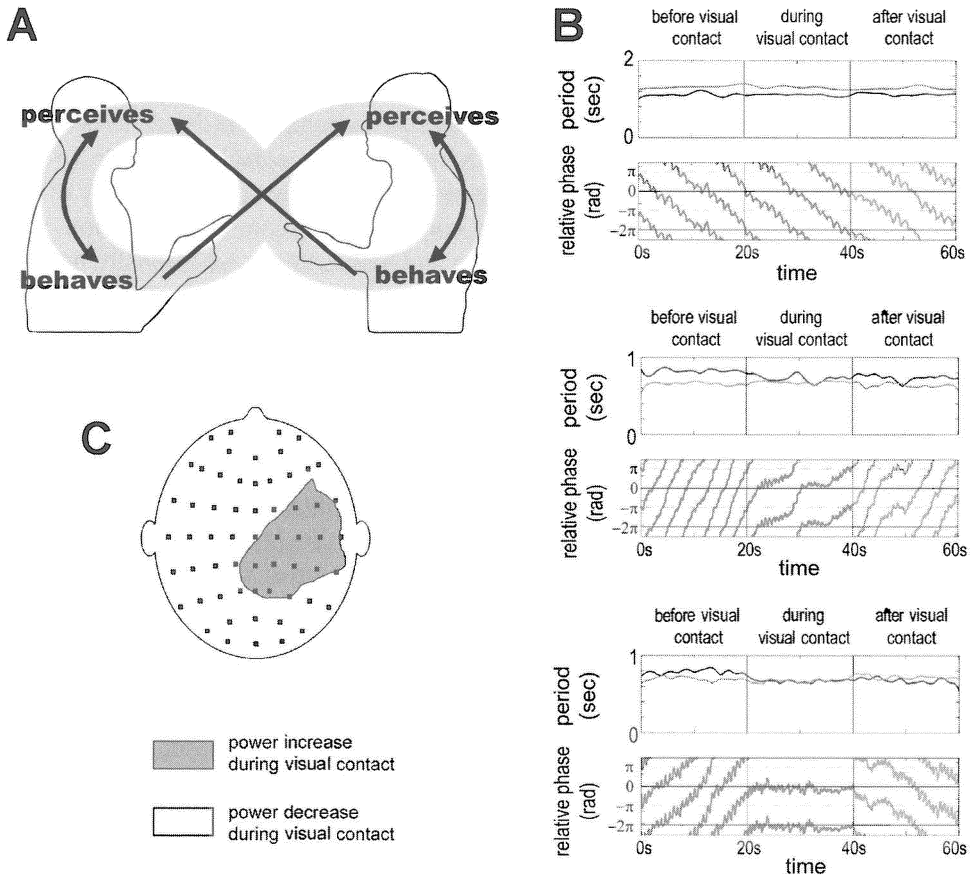 A
perceives
perceives
behaves
behaves
B
before visual contact
during visual contact
after visual contact
period (sec)
2
0
relative phase (rad)
π
0
−π
−2π
0s
20s
40s
60s
time
before visual contact
during visual contact
after visual contact
period (sec)
1
0
relative phase (rad)
π
0
−π
−2π
0s
20s
40s
60s
time
before visual contact
during visual contact
after visual contact
period (sec)
1
0
relative phase (rad)
π
0
−π
−2π
0s
20s
40s
60s
time
C
power increase
during visual contact
power decrease
during visual contact